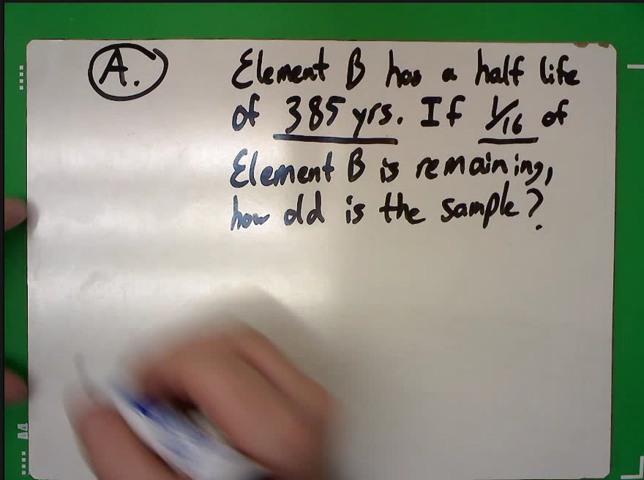 A.
Element B has a half life
of 385 yrs. If 1/16 of
Element B is remaining,
how old is the sample?
A4